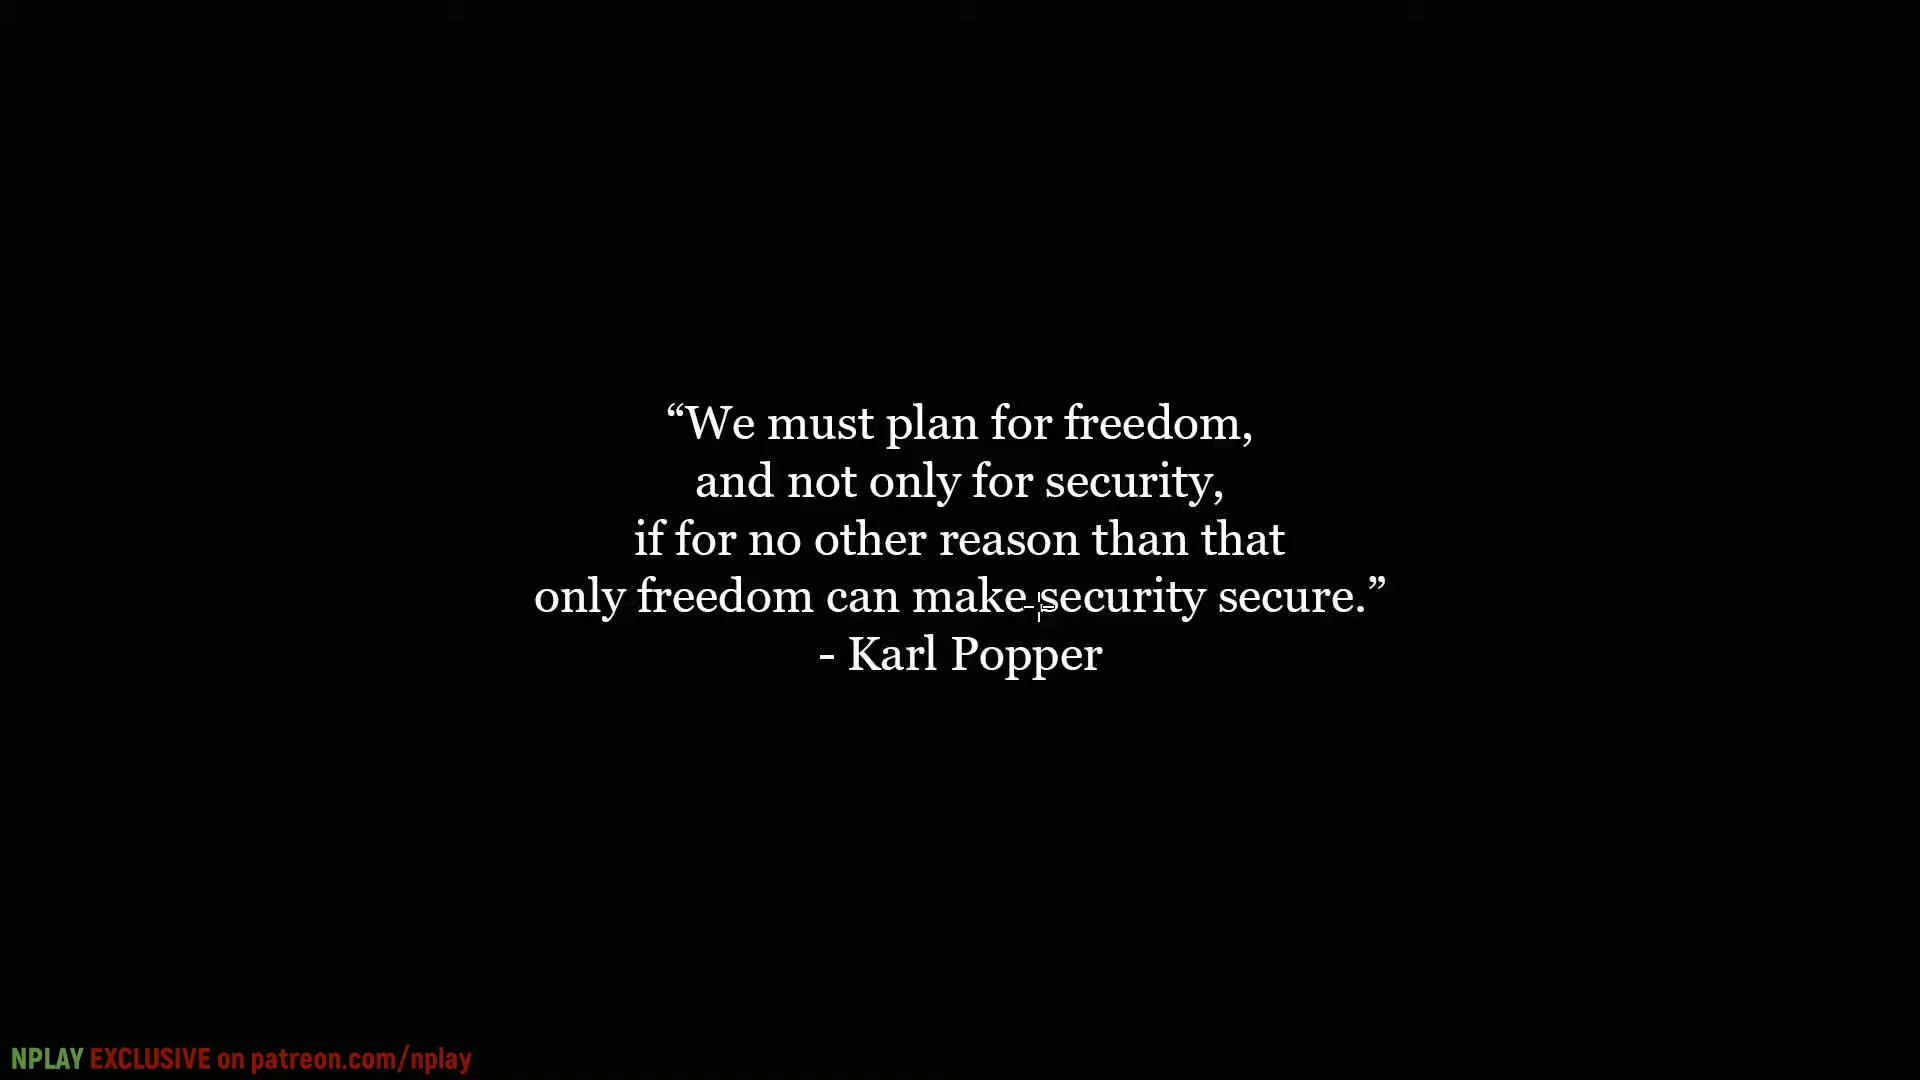 “We must plan for freedom,
and not only for security,
if for no other reason than that
only freedom can make security secure.”
- Karl Popper
NPLAY EXCLUSIVE on patreon.com/nplay